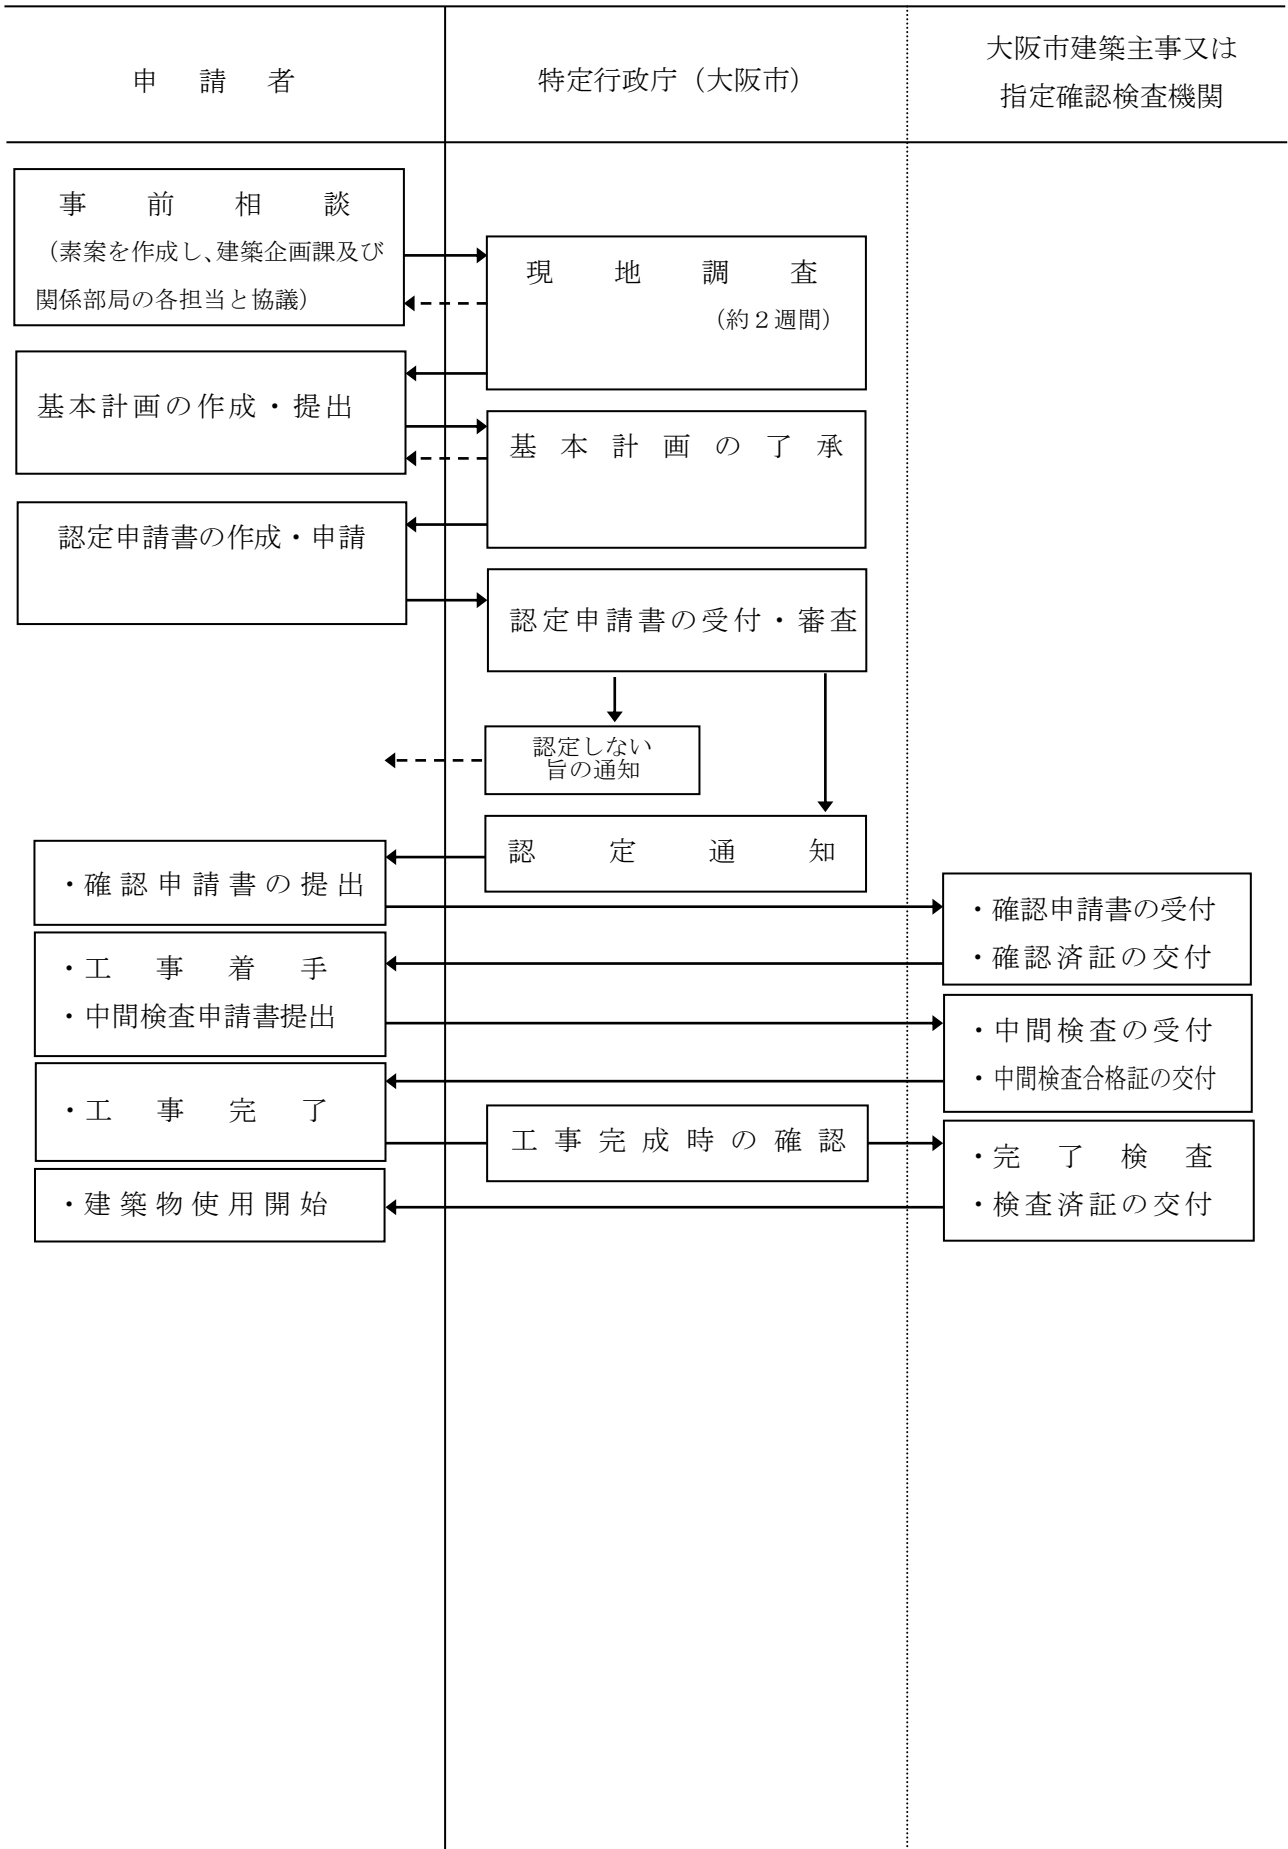 申請者
特定行政庁（大阪市）
大阪市建築主事又は
指定確認検査機関
事前相談
（素案を作成し、建築企画課及び
関係部局の各担当と協議）
現地調査
（約２週間）
基本計画の作成・提出
基本計画の了承
認定申請書の作成・申請
認定申請書の受付・審査
認定しない
旨の通知
認定通知
・確認申請書の提出
・確認申請書の受付
・確認済証の交付
・工事着手
・中間検査申請書提出
・中間検査の受付
・中間検査合格証の交付
・工事完了
工事完成時の確認
・完了検査
・検査済証の交付
・建築物使用開始